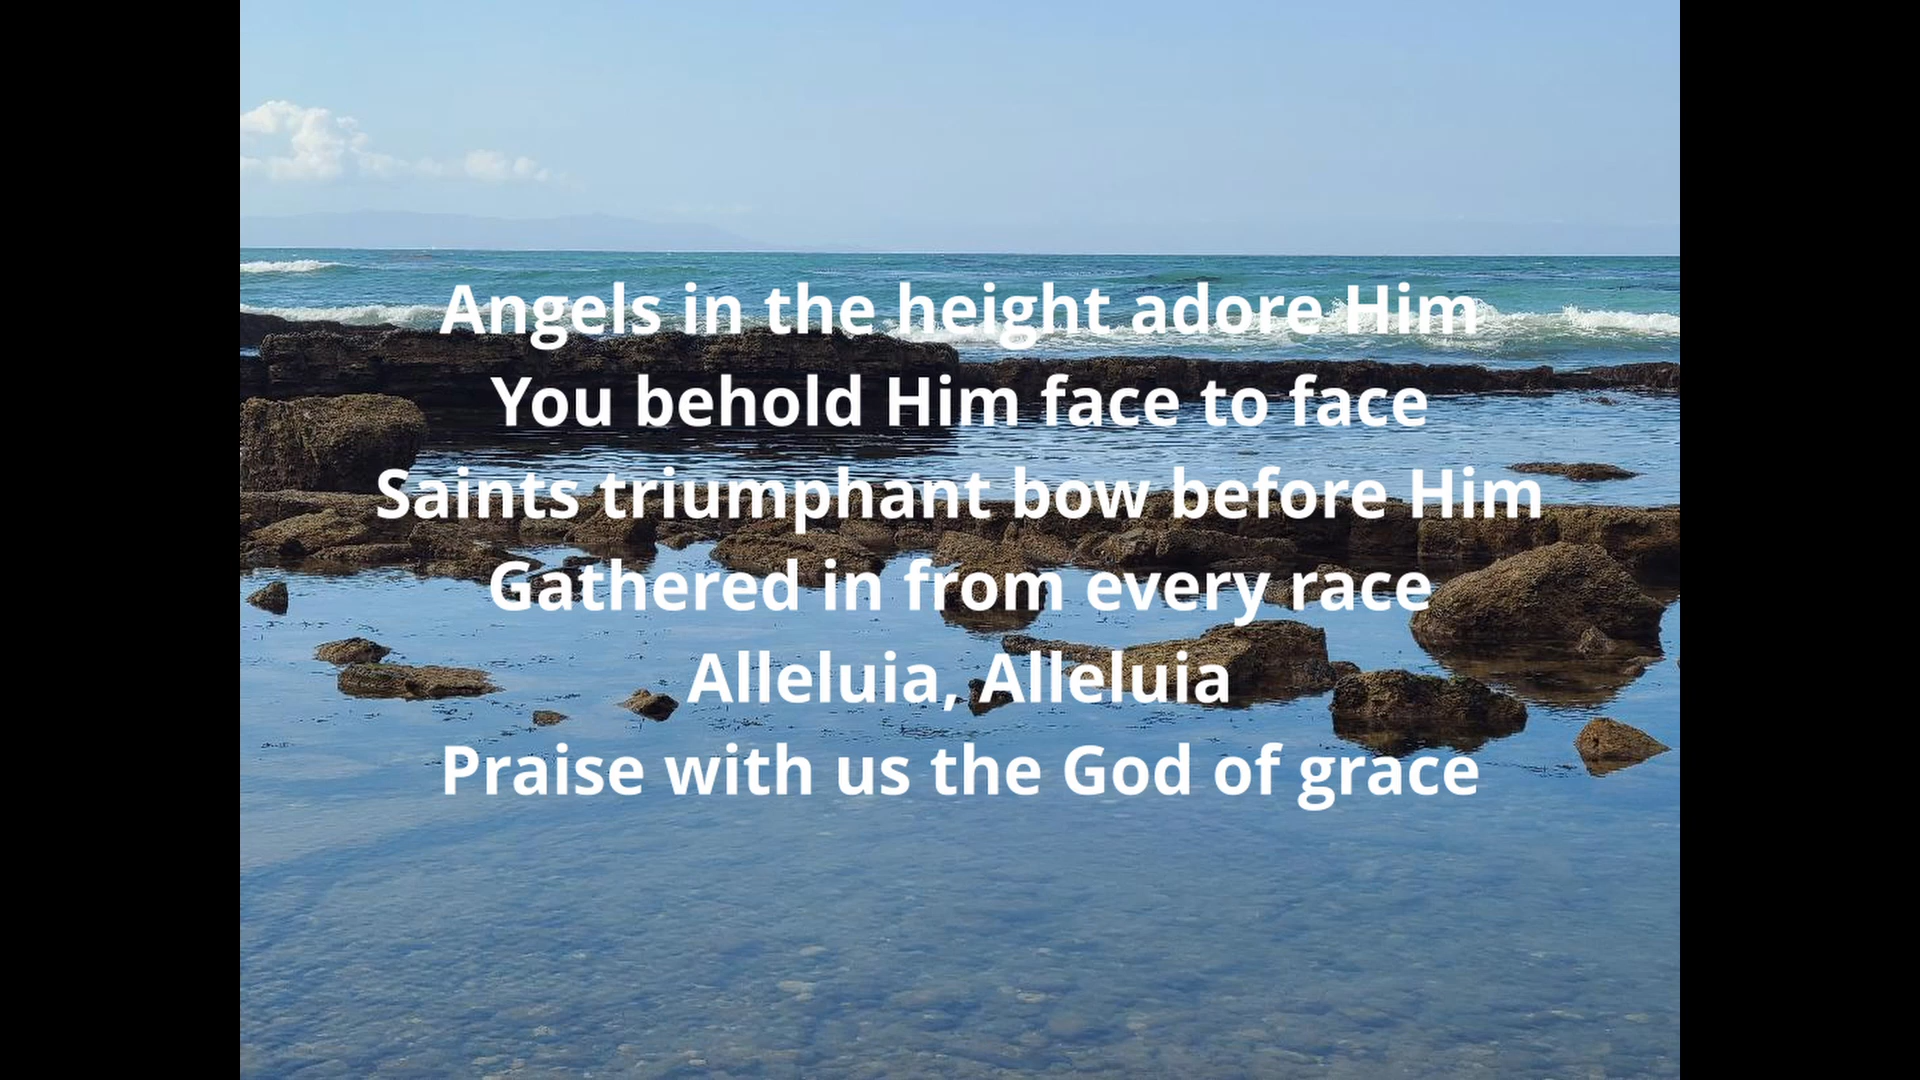 Angels in the height adore Him
You behold Him face to face
Saints triumphant bow before Him
Gathered in from every race
Alleluia, Alleluia
Praise with us the God of grace